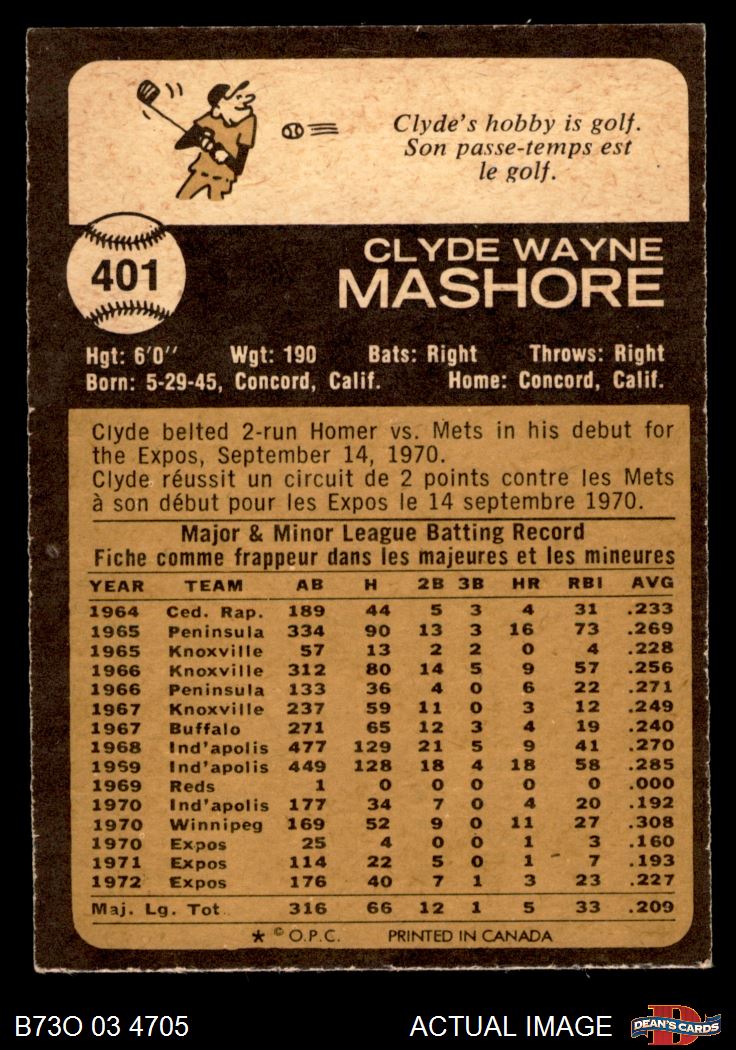 Clyde's hobby is golf.
Son passe-temps est
le golf.
401
CLYDE WAYNE
MASHORE
Hgt: 6'0" Wgt: 190 Bats: Right Throws: Right
Born: 5-29-45, Concord, Calif. Home: Concord, Calif.
Clyde belted 2-run Homer vs. Mets in his debut for
the Expos, September 14, 1970.
Clyde réussit un circuit de 2 points contre les Mets
à son début pour les Expos le 14 septembre 1970.
Major & Minor League Batting Record
Fiche comme frappeur dans les majeures et les mineures
YEAR TEAM AB H 2B 3B HR RBI AVG
1964 Ced. Rap. 189 44 5 3 4 31 .233
1965 Peninsula 334 90 13 3 16 73 .269
1965 Knoxville 57 13 2 2 0 4 .228
1966 Knoxville 312 80 14 5 9 57 .256
1966 Peninsula 133 36 4 0 6 22 .271
1967 Knoxville 237 59 11 0 3 12 .249
1967 Buffalo 271 65 12 3 4 19 .240
1968 Ind'apolis 477 129 21 5 9 41 .270
1969 Ind'apolis 449 128 18 4 18 58 .285
1969 Reds 1 0 0 0 0 0 .000
1970 Ind'apolis 177 34 7 0 4 20 .192
1970 Winnipeg 169 52 9 0 11 27 .308
1970 Expos 25 4 0 0 1 3 .160
1971 Expos 114 22 5 0 1 7 .193
1972 Expos 176 40 7 1 3 23 .227
Maj. Lg. Tot. 316 66 12 1 5 33 .209
* © O.P.C. PRINTED IN CANADA
B73O 03 4705 ACTUAL IMAGE D DEAN'S CARDS